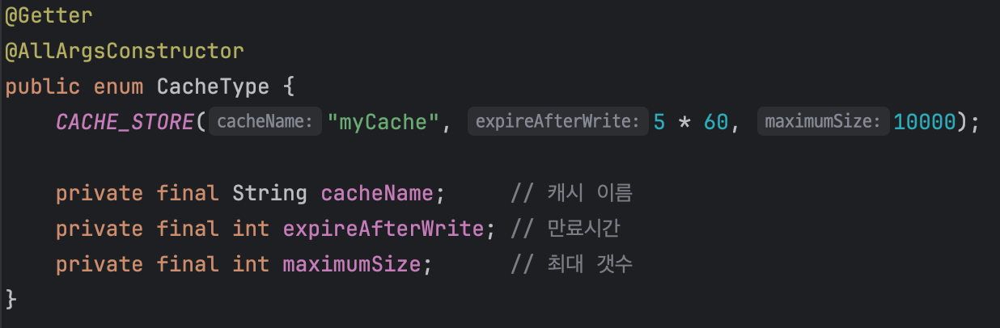 @Getter
@AllArgsConstructor
public enum CacheType {
    CACHE_STORE( cacheName: "myCache", expireAfterWrite: 5 * 60, maximumSize: 10000);
    private final String cacheName;     // 캐시 이름
    private final int expireAfterWrite; // 만료시간
    private final int maximumSize;      // 최대 갯수
}